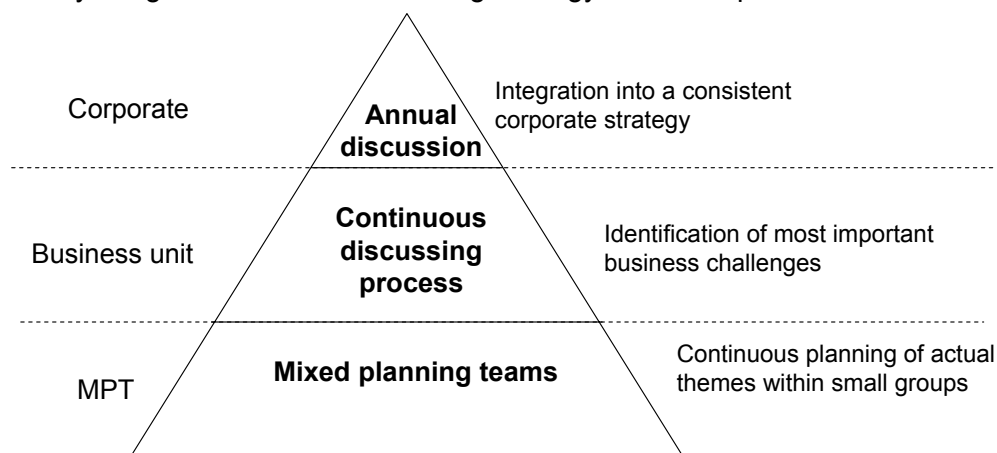 Corporate
Annual
discussion
Integration into a consistent
corporate strategy
Business unit
Continuous
discussing
process
Identification of most important
business challenges
MPT
Mixed planning teams
Continuous planning of actual
themes within small groups